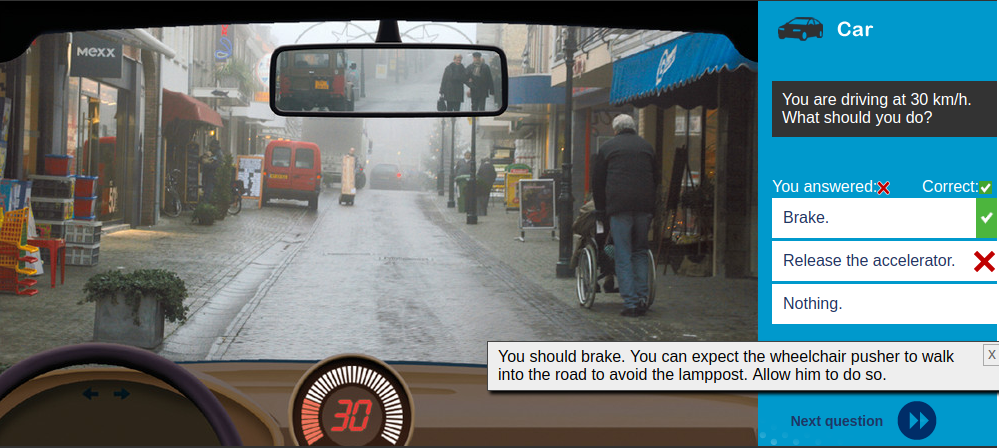 mexx
Car
You are driving at 30 km/h.
What should you do?
You answered:
Correct:
Brake.
Release the accelerator.
Nothing.
You should brake. You can expect the wheelchair pusher to walk
into the road to avoid the lamppost. Allow him to do so.
X
30
Next question